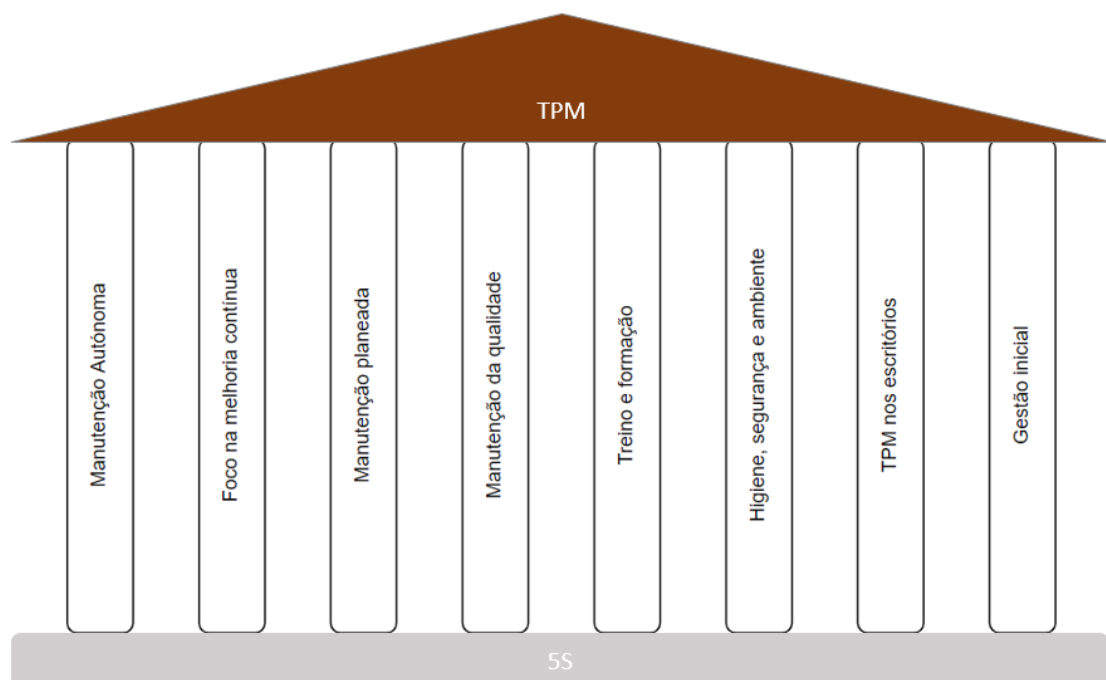 TPM
Manutenção Autónoma
Foco na melhoria contínua
Manutenção planeada
Manutenção da qualidade
Treino e formação
Higiene, segurança e ambiente
TPM nos escritórios
Gestão inicial
5S